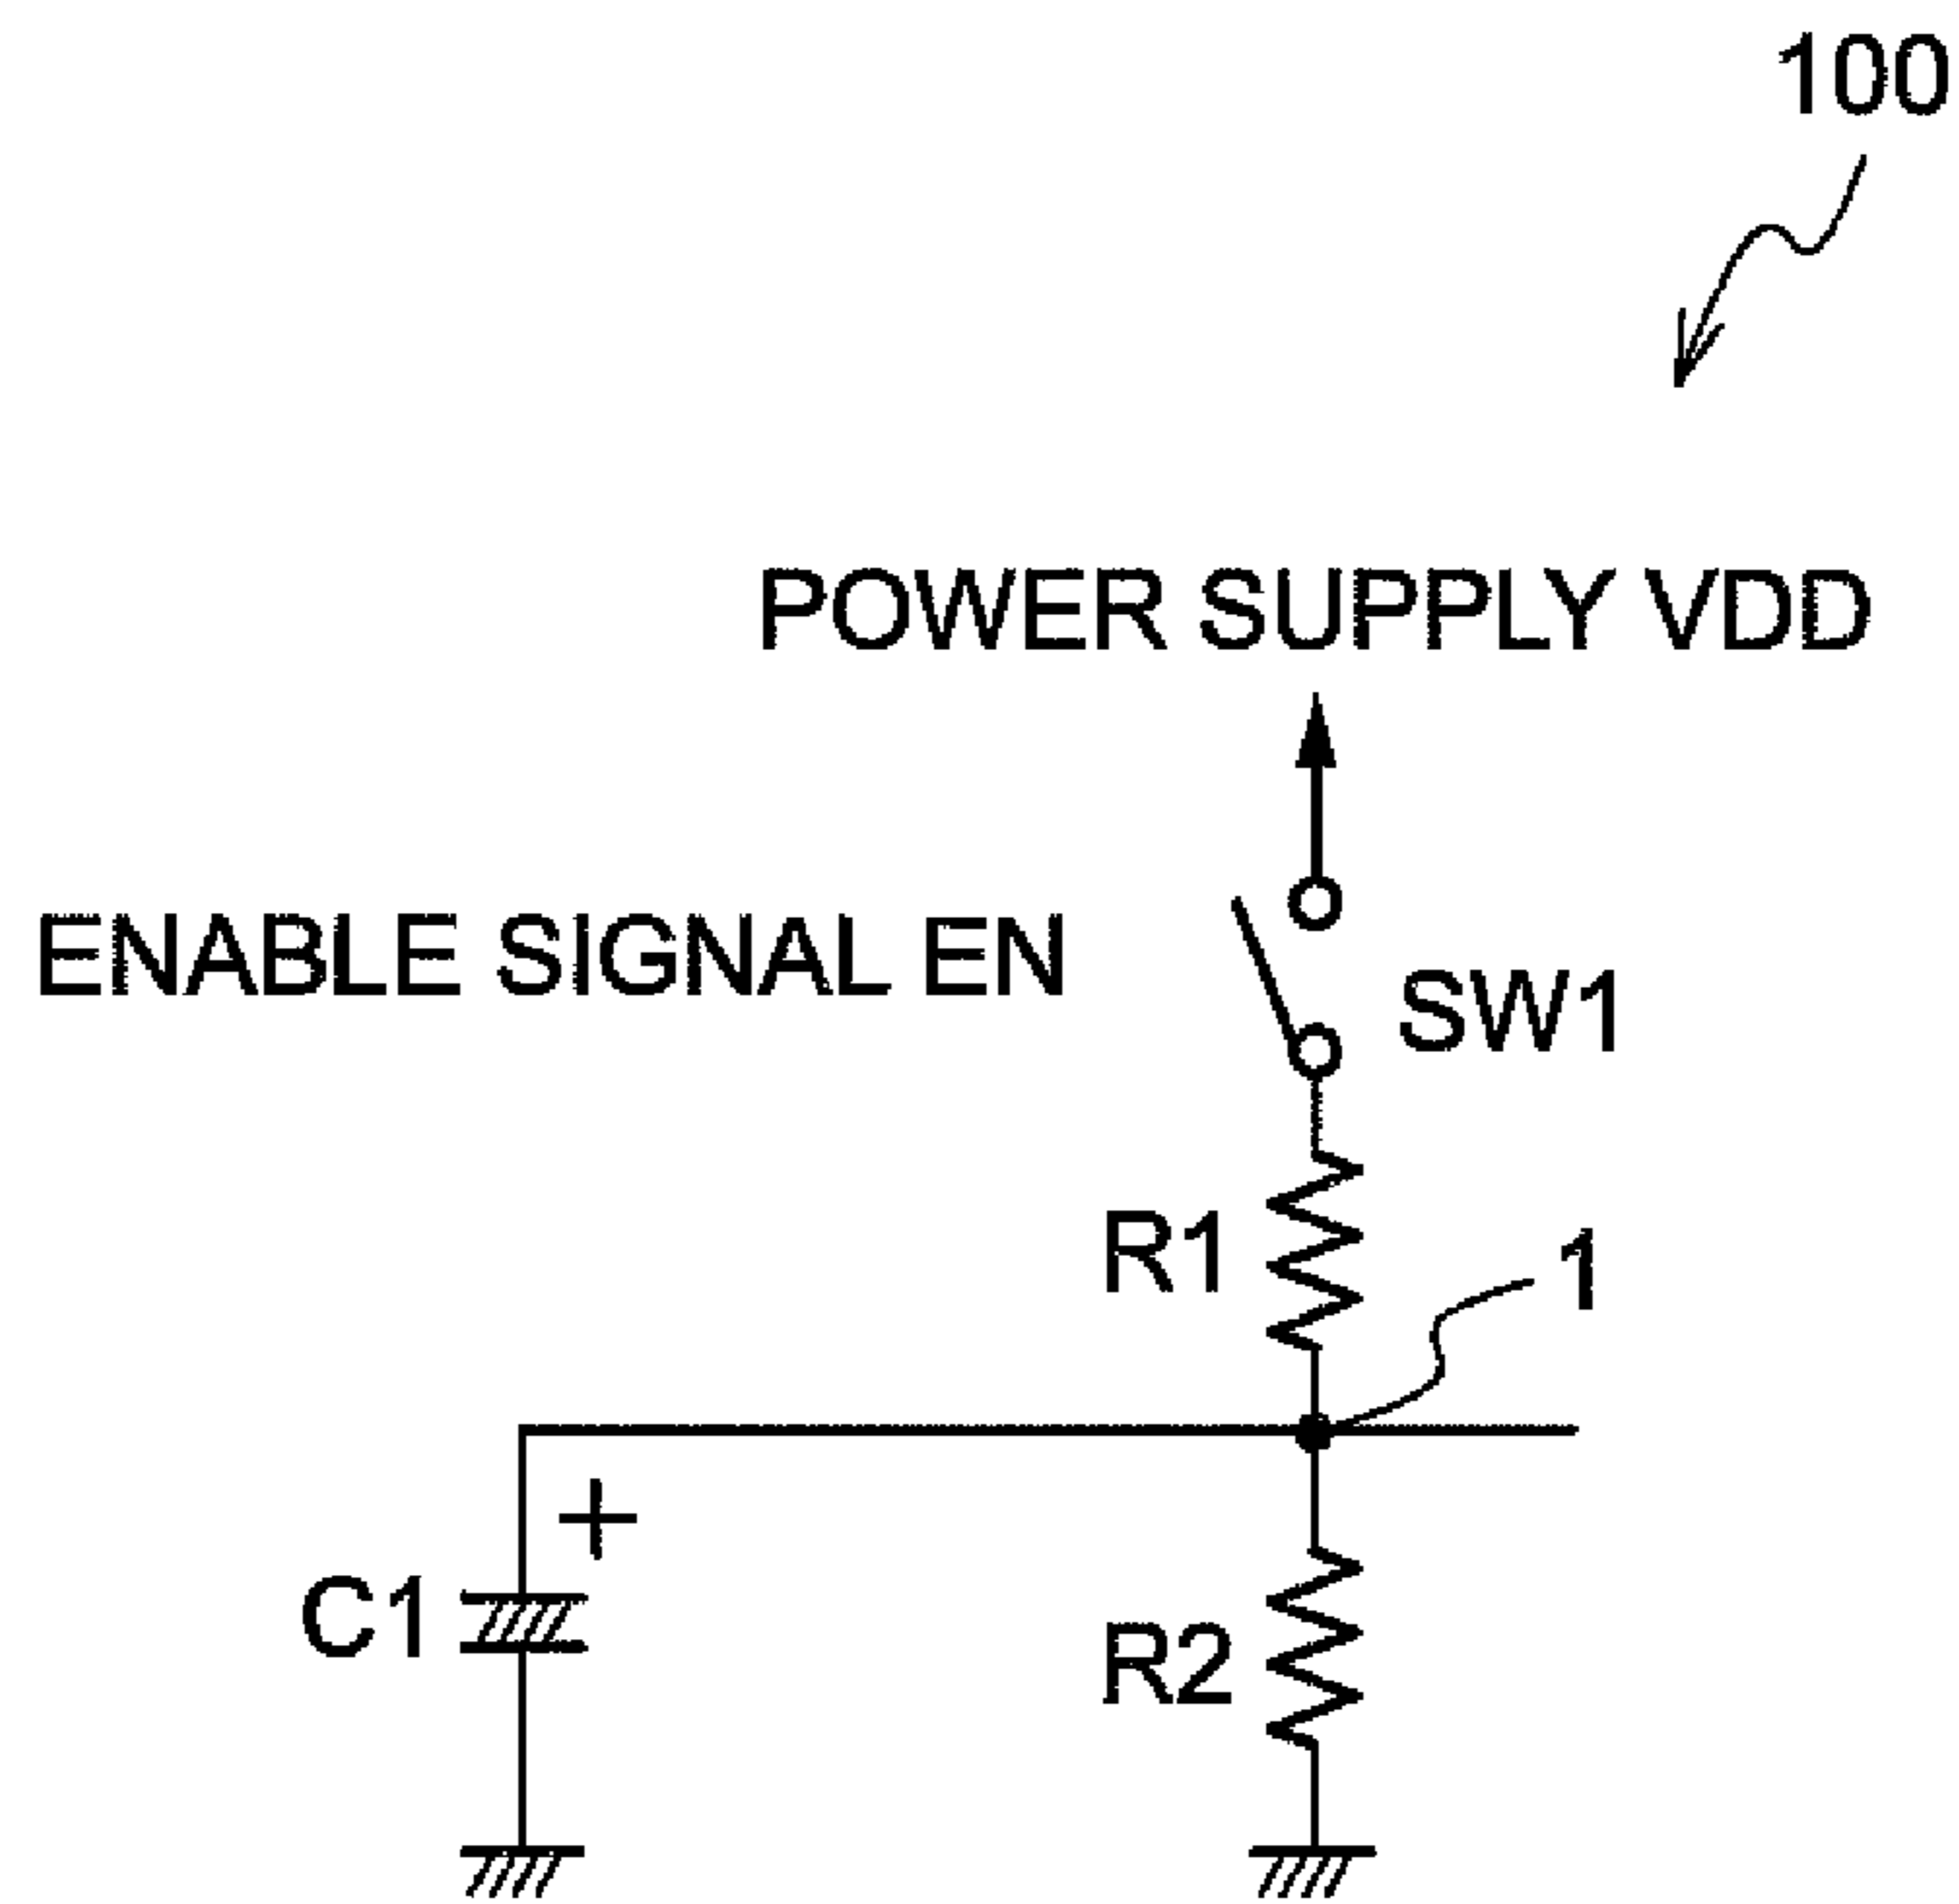 100
POWER SUPPLY VDD
ENABLE SIGNAL EN
SW1
R1
1
+
C1
R2